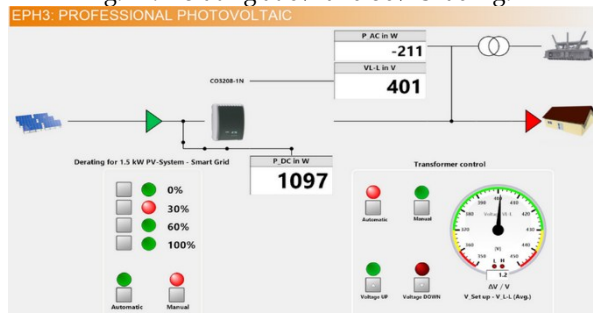 EPH3: PROFESSIONAL PHOTOVOLTAIC
P_AC in W
-211
VL-L in V
CO3208-1N
401
P_DC in W
1097
Derating for 1.5 kW PV-System - Smart Grid
0%
30%
60%
100%
Automatic
Manual
Transformer control
Automatic
Manual
Voltage UP
Voltage DOWN
Voltage VL-L
[V]
L H
1.2
ΔV / V
V_Set up - V_L-L (Avg.)